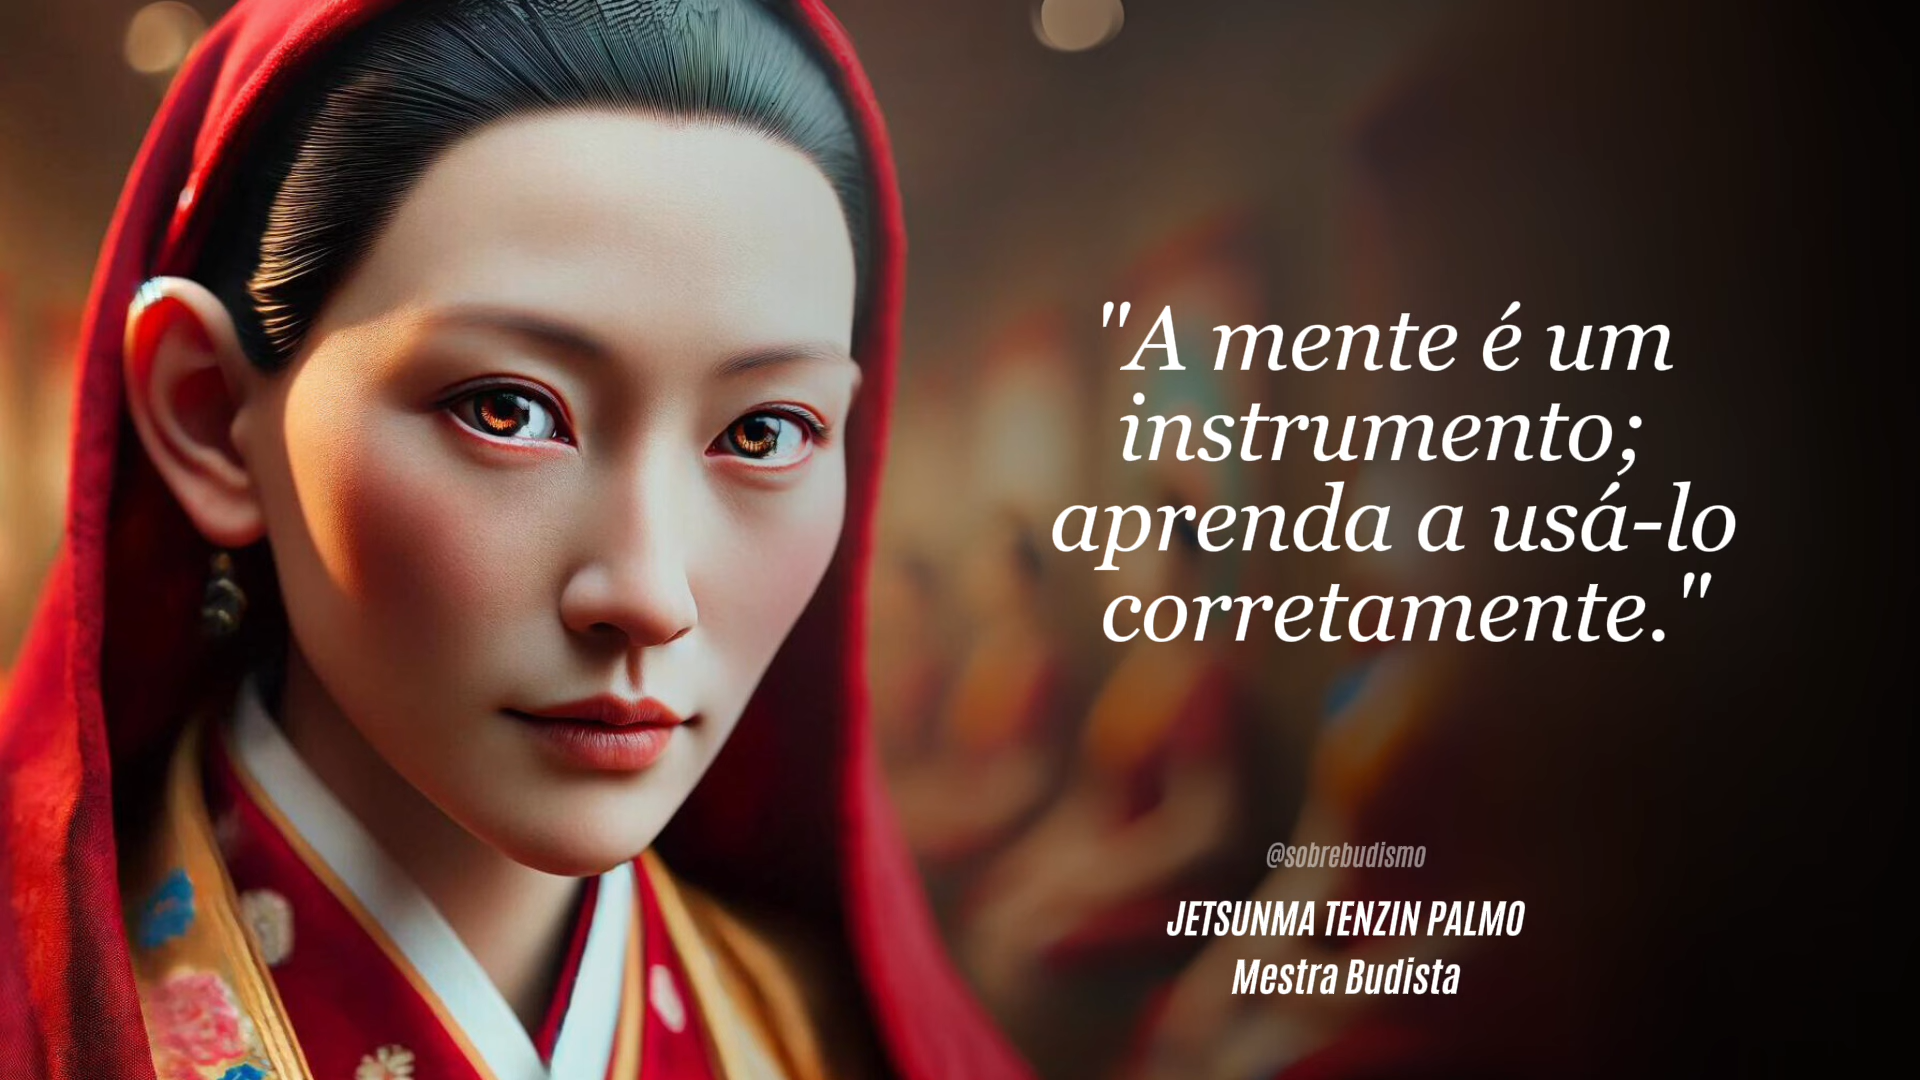 "A mente é um
instrumento;
aprenda a usá-lo
corretamente."
@sobrebudismo
JETSUNMA TENZIN PALMO
Mestra Budista